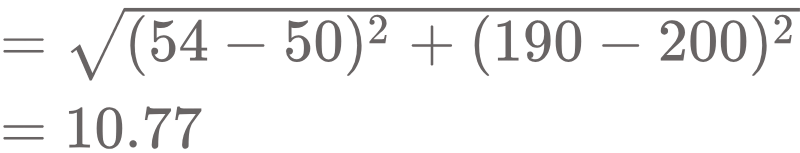 = √(54 − 50)² + (190 − 200)²
= 10.77